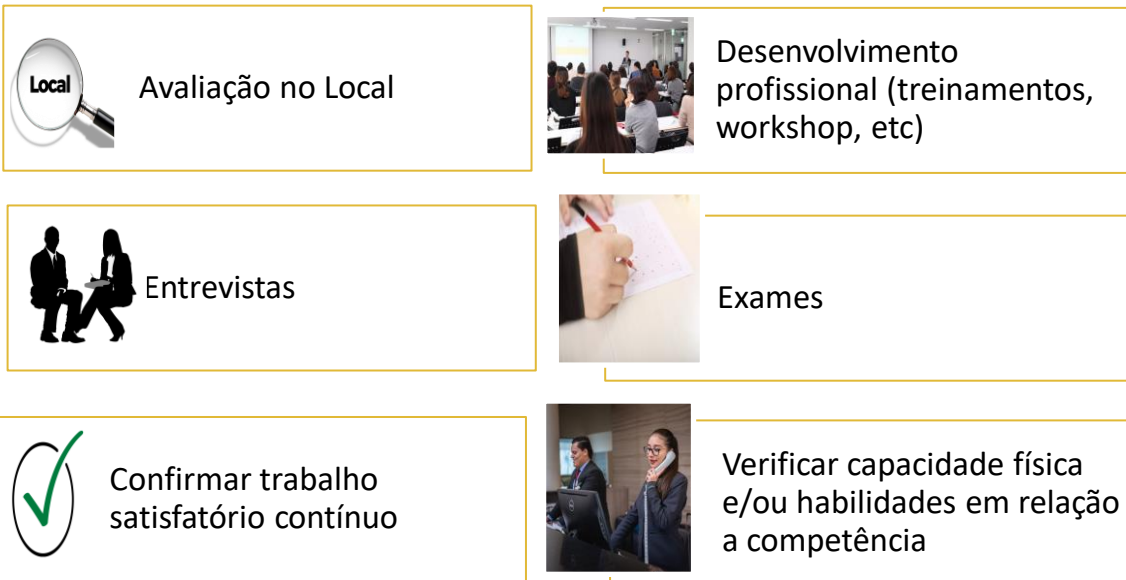 Local
Avaliação no Local
Desenvolvimento
profissional (treinamentos,
workshop, etc)
Entrevistas
Exames
Confirmar trabalho
satisfatório contínuo
Verificar capacidade física
e/ou habilidades em relação
a competência